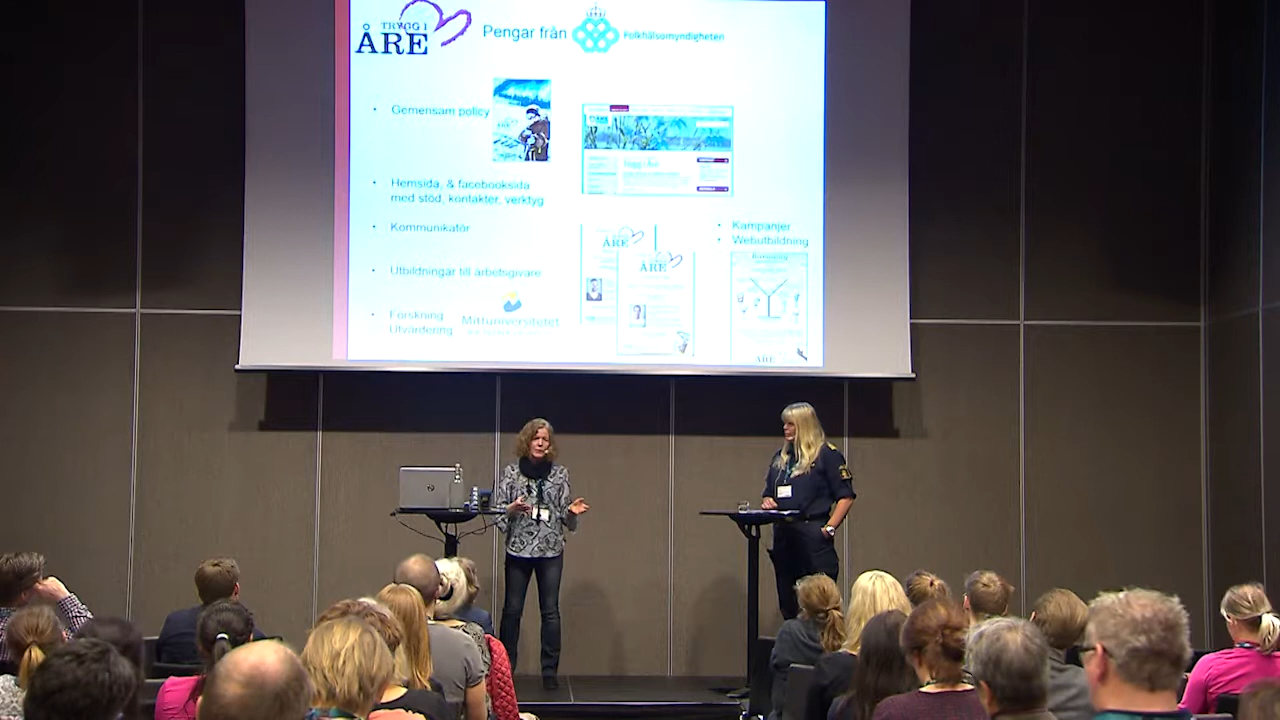 TRYGG I
ÅRE
Pengar från
Folkhälsomyndigheten
• Gemensam policy
• Hemsida, & facebooksida
med stöd, kontakter, verktyg
• Kommunikatör
• Utbildningar till arbetsgivare
• Forskning
Utvärdering
Mittuniversitetet
• Kampanjer
• Webutbildning
ÅRE
ÅRE
ÅRE